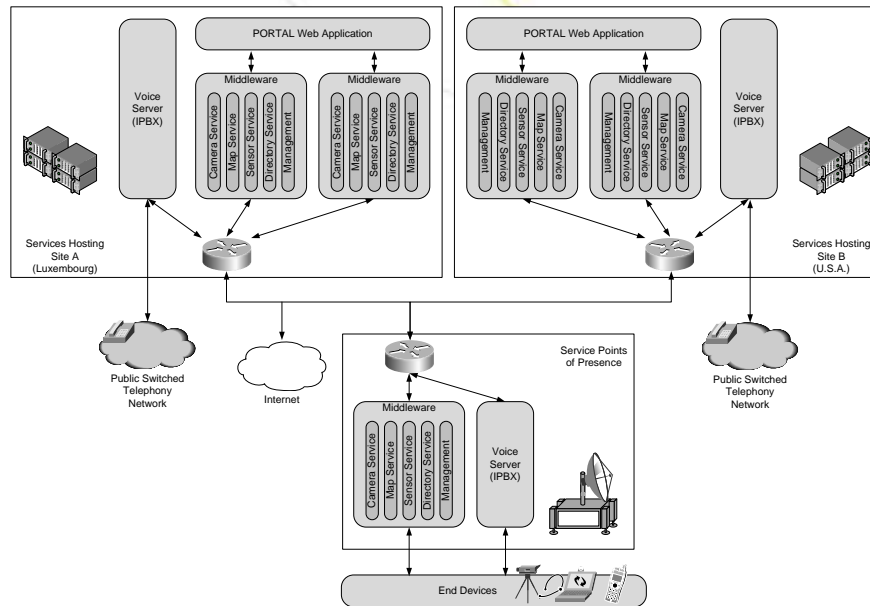 PORTAL Web Application
Voice
Server
(IPBX)
Middleware
Camera Service
Map Service
Sensor Service
Directory Service
Management
Middleware
Camera Service
Map Service
Sensor Service
Directory Service
Management
Services Hosting
Site A
(Luxembourg)
PORTAL Web Application
Middleware
Management
Directory Service
Sensor Service
Map Service
Camera Service
Middleware
Management
Directory Service
Sensor Service
Map Service
Camera Service
Voice
Server
(IPBX)
Services Hosting
Site B
(U.S.A.)
Public Switched
Telephony
Network
Internet
Service Points
of Presence
Middleware
Camera Service
Map Service
Sensor Service
Directory Service
Management
Voice
Server
(IPBX)
Public Switched
Telephony
Network
End Devices